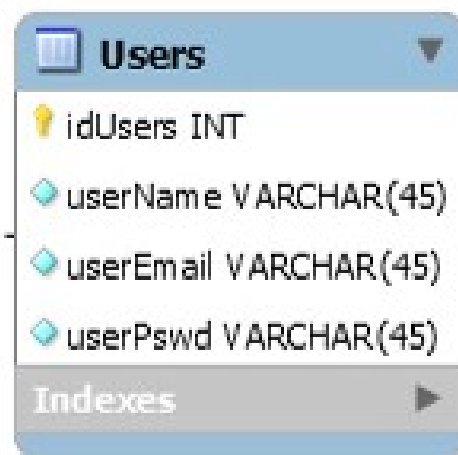 Users
idUsers INT
userName VARCHAR(45)
userEmail VARCHAR(45)
userPswd VARCHAR(45)
Indexes